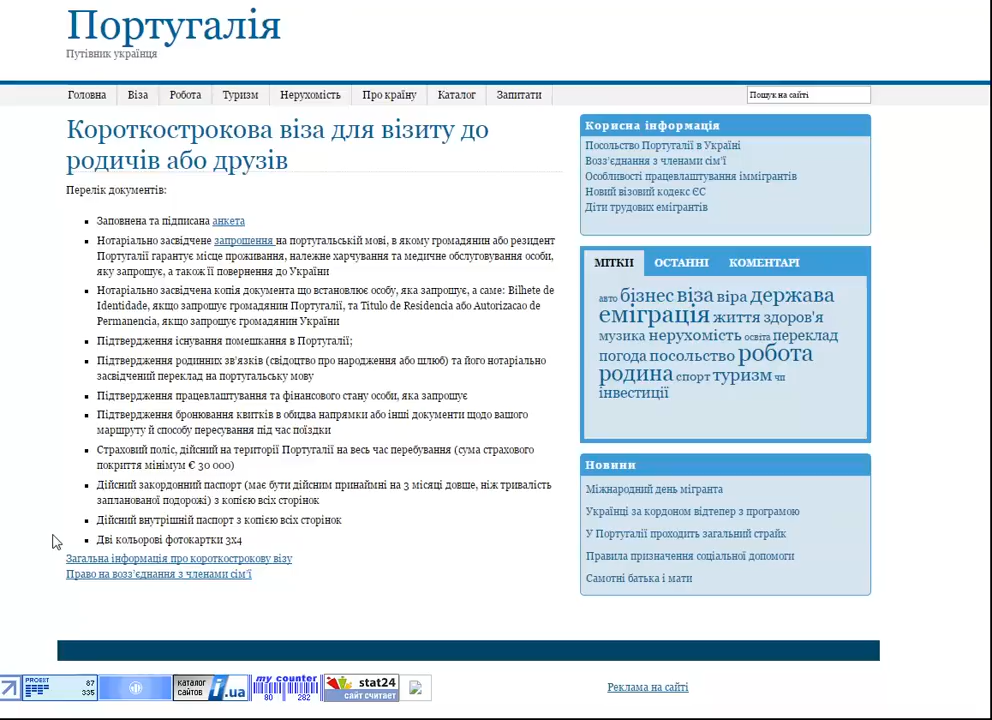 Португалія
Путівник українця
Головна
Віза
Робота
Туризм
Нерухомість
Про країну
Каталог
Запитати
Пошук на сайті
Короткострокова віза для візиту до
родичів або друзів
Перелік документів:
Заповнена та підписана анкета
Нотаріально засвідчене запрошення на португальській мові, в якому громадянин або резидент
Португалії гарантує місце проживання, належне харчування та медичне обслуговування особи,
яку запрошує, а також її повернення до України
Нотаріально засвідчена копія документа що встановлює особу, яка запрошує, а саме: Bilhete de
Identidade, якщо запрошує громадянин Португалії, та Titulo de Residencia або Autorizacao de
Permanencia, якщо запрошує громадянин України
Підтвердження існування помешкання в Португалії;
Підтвердження родинних зв'язків (свідоцтво про народження або шлюб) та його нотаріально
засвідчений переклад на португальську мову
Підтвердження працевлаштування та фінансового стану особи, яка запрошує
Підтвердження бронювання квитків в обидва напрямки або інші документи щодо вашого
маршруту й способу пересування під час поїздки
Страховий поліс, дійсний на території Португалії на весь час перебування (сума страхового
покриття мінімум € 30 000)
Дійсний закордонний паспорт (має бути дійсним принаймні на 3 місяці довше, ніж тривалість
запланованої подорожі) з копією всіх сторінок
Дійсний внутрішній паспорт з копією всіх сторінок
Дві кольорові фотокартки 3х4
Загальна інформація про короткострокову візу
Право на возз'єднання з членами сім'ї
Корисна інформація
Посольство Португалії в Україні
Возз'єднання з членами сім'ї
Особливості працевлаштування іммігрантів
Новий візовий кодекс ЄС
Діти трудових емігрантів
МІТКИ
ОСТАННІ
КОМЕНТАРІ
авто бізнес віза віра держава
еміграція життя здоров'я
музика нерухомість освіта переклад
погода посольство робота
родина спорт туризм чп
інвестиції
Новини
Міжнародний день мігранта
Українці за кордоном відтепер з програмою
У Португалії проходить загальний страйк
Правила призначення соціальної допомоги
Самотні батька і мати
PROEXT 87
335
каталог
сайтов i.ua
my counter
80 282
stat24
сайт считает
Реклама на сайті